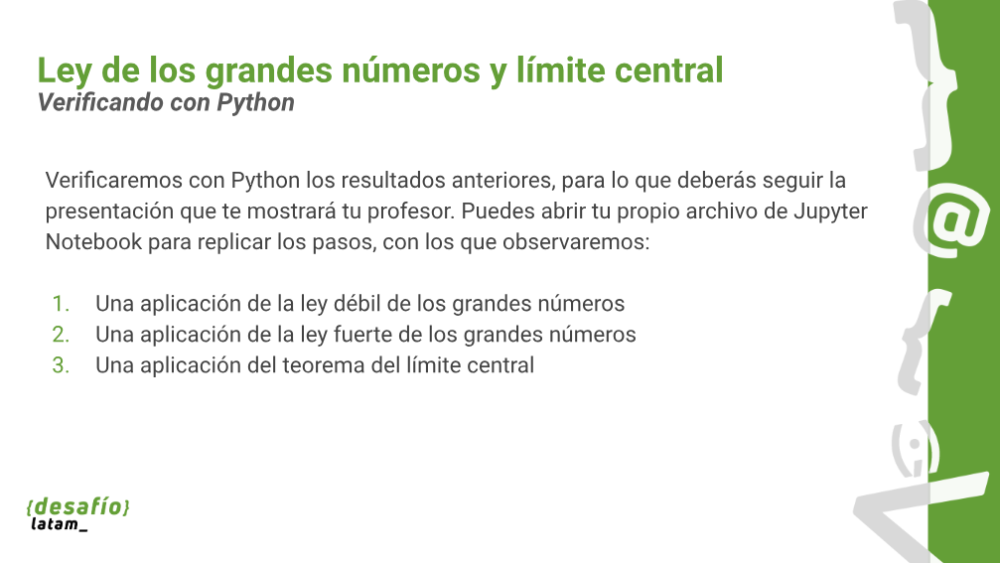 Ley de los grandes números y límite central
Verificando con Python
Verificaremos con Python los resultados anteriores, para lo que deberás seguir la
presentación que te mostrará tu profesor. Puedes abrir tu propio archivo de Jupyter
Notebook para replicar los pasos, con los que observaremos:
1. Una aplicación de la ley débil de los grandes números
2. Una aplicación de la ley fuerte de los grandes números
3. Una aplicación del teorema del límite central
{desafío}
latam_